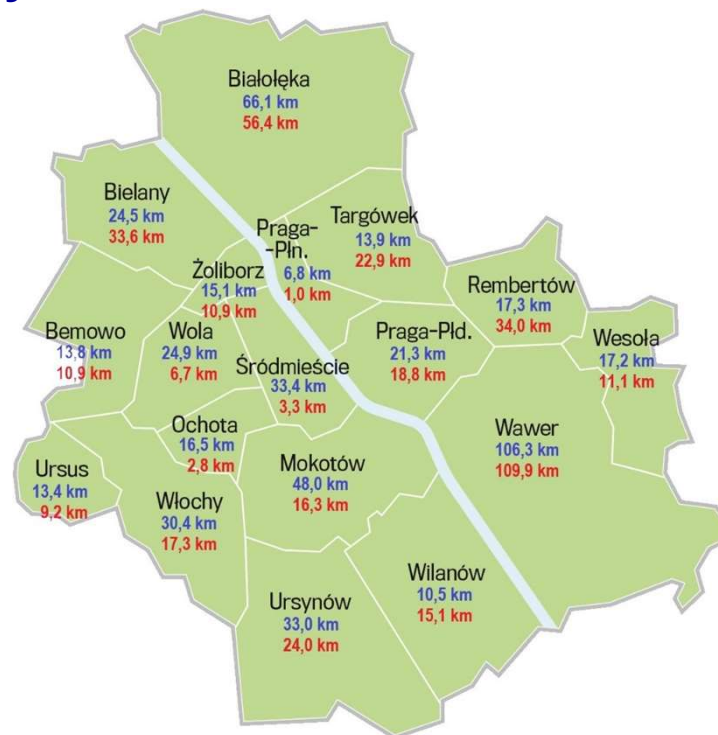 Białołęka
66,1 km
56,4 km
Bielany
24,5 km
33,6 km
Targówek
13,9 km
22,9 km
Praga-
-Płn.
6,8 km
1,0 km
Żoliborz
15,1 km
10,9 km
Rembertów
17,3 km
34,0 km
Bemowo
13,8 km
10,9 km
Wola
24,9 km
6,7 km
Praga-Płd.
21,3 km
18,8 km
Wesoła
17,2 km
11,1 km
Śródmieście
33,4 km
3,3 km
Ochota
16,5 km
2,8 km
Wawer
106,3 km
109,9 km
Ursus
13,4 km
9,2 km
Mokotów
48,0 km
16,3 km
Włochy
30,4 km
17,3 km
Wilanów
10,5 km
15,1 km
Ursynów
33,0 km
24,0 km